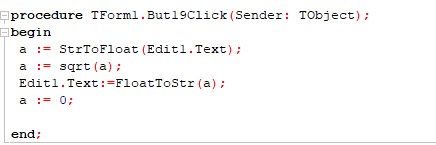 procedure TForm1.But19Click(Sender: TObject);
begin
a := StrToFloat(Edit1.Text);
a := sqrt(a);
Edit1.Text:=FloatToStr(a);
a := 0;
end;